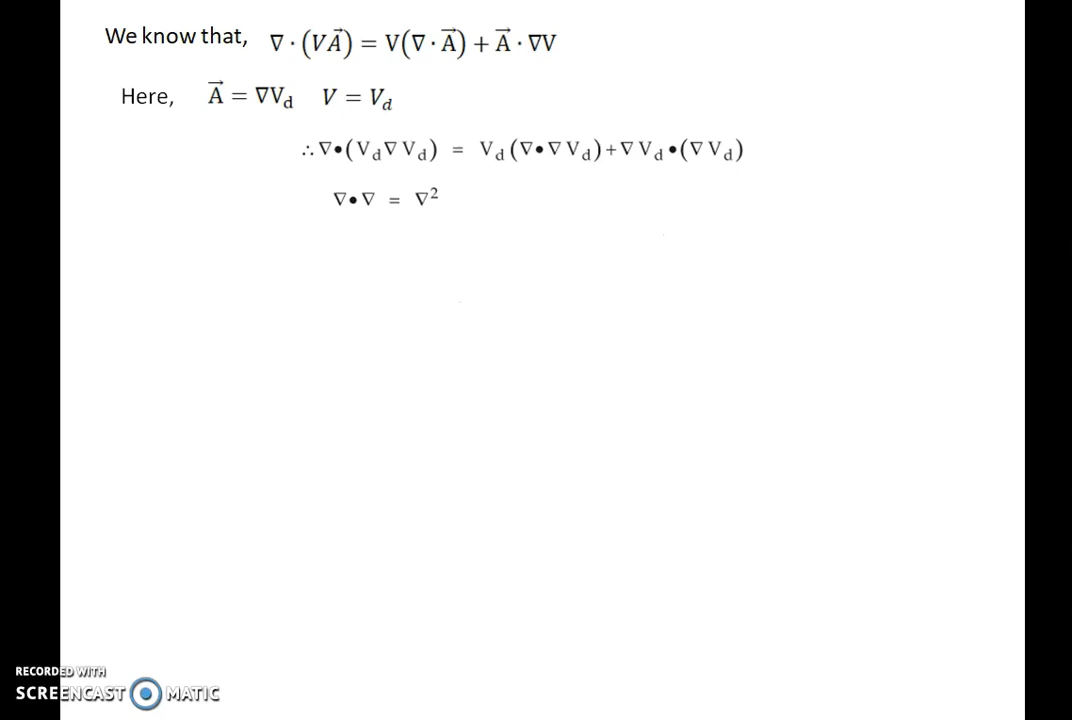 We know that, ∇ · (VA⃗) = V(∇ · A⃗) + A⃗ · ∇V
Here, A⃗ = ∇V_d V = V_d
∴ ∇•(V_d∇ V_d) = V_d(∇•∇ V_d)+∇ V_d•(∇ V_d)
∇•∇ = ∇²
RECORDED WITH
SCREENCAST MATIC